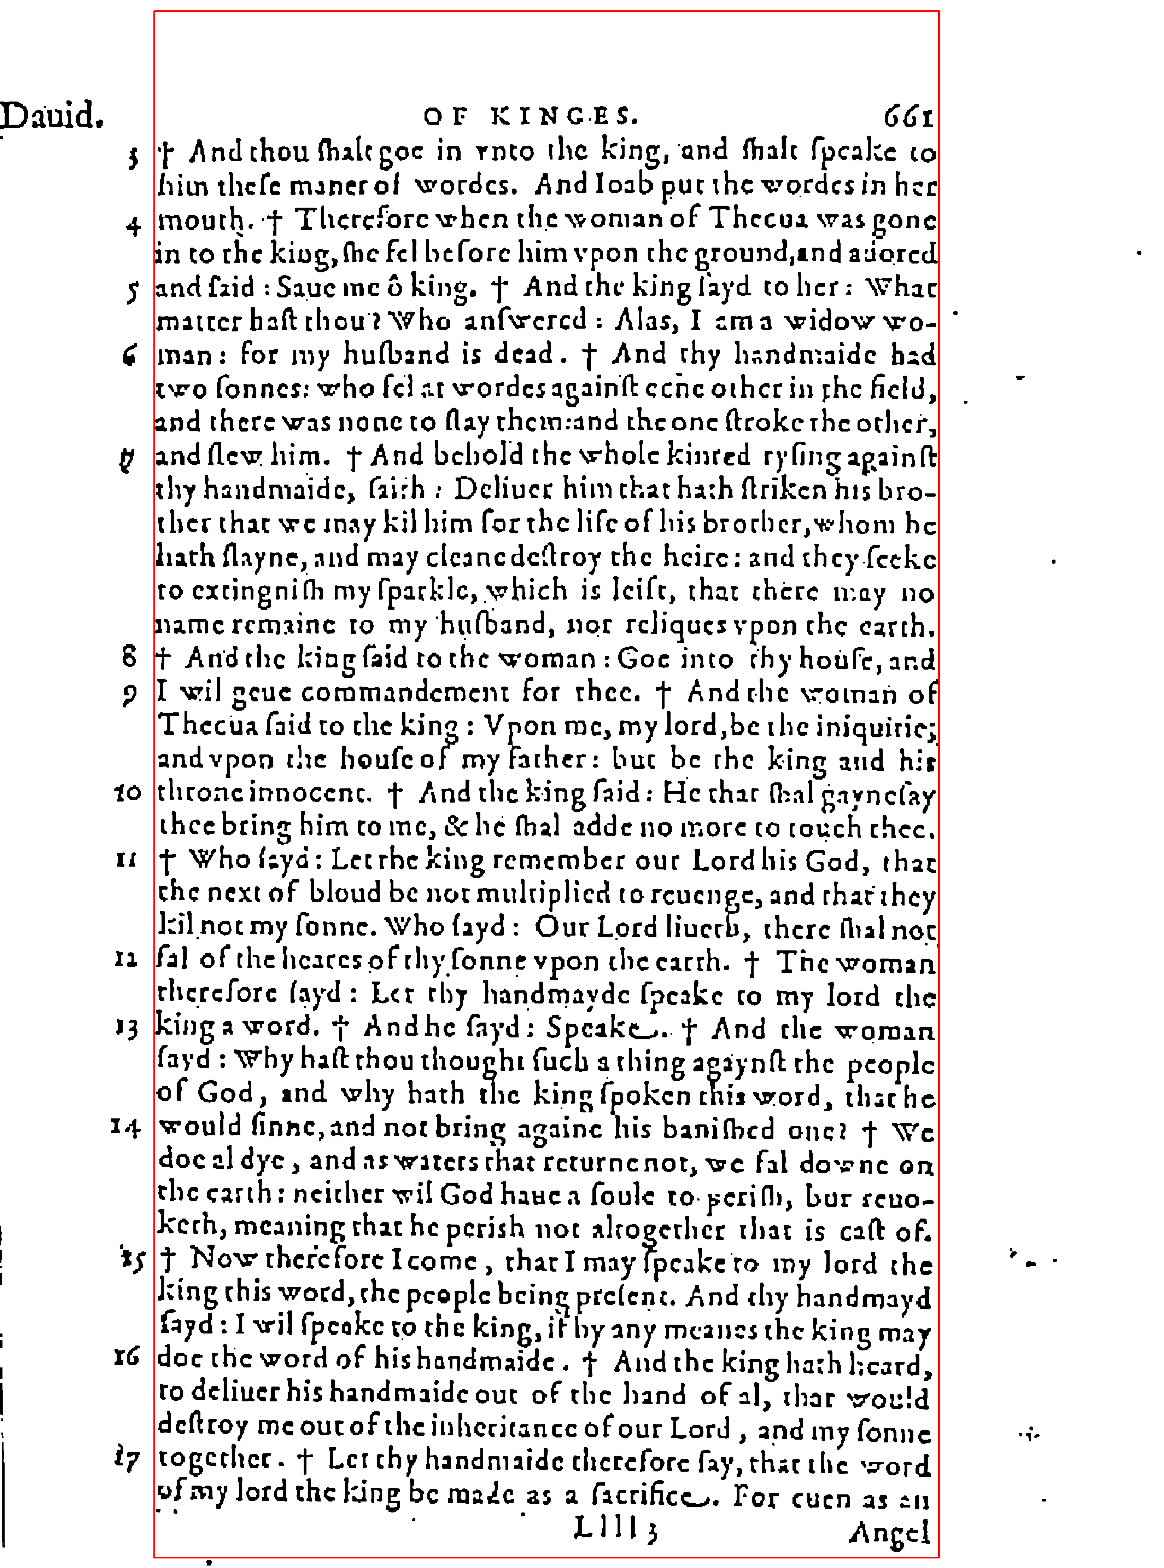 Dauid. OF KINGES. 661
3 † And thou ſhalt goe in vnto the king, and ſhalt ſpeake to
him theſe maner of wordes. And Ioab put the wordes in her
4 mouth. † Therefore when the woman of Thecua was gone
in to the king, ſhe fel before him vpon the ground, and adored
5 and ſaid : Saue me ô king. † And the king ſayd to her : What
matter haſt thou? Who anſwered : Alas, I am a widow wo-
6 man : for my huſband is dead. † And thy handmaide had
two ſonnes: who fel at wordes againſt eche other in the field,
and there was none to ſtay them: and the one ſtroke the other,
7 and ſlew him. † And behold the whole kinred ryſing againſt
thy handmaide, ſaith : Deliuer him that hath ſtriken his bro-
ther that we may kil him for the life of his brother, whom he
hath ſlayne, and may cleane deſtroy the heire: and they ſeeke
to extingniſh my ſparkle, which is leift, that there may no
name remaine to my huſband, nor reliques vpon the earth.
8 † And the king ſaid to the woman : Goe into thy houſe, and
9 I wil geue commandement for thee. † And the woman of
Thecua ſaid to the king : Vpon me, my lord, be the iniquitie;
and vpon the houſe of my father: but be the king and his
10 throne innocent. † And the king ſaid : He that ſhal gayneſay
thee bring him to me, & he ſhal adde no more to touch thee.
11 † Who ſayd : Let the king remember our Lord his God, that
the next of bloud be not multiplied to reuenge, and that they
kil not my ſonne. Who ſayd : Our Lord liueth, there ſhal not
12 fal of the heares of thy ſonne vpon the earth. † The woman
therefore ſayd : Let thy handmayde ſpeake to my lord the
13 king a word. † And he ſayd : Speake. † And the woman
ſayd : Why haſt thou thought ſuch a thing agaynſt the people
of God, and why hath the king ſpoken this word, that he
14 would ſinne, and not bring againe his baniſhed one? † We
doe al dye, and as waters that returne not, we fal downe on
the earth : neither wil God haue a ſoule to periſh, but reuo-
keth, meaning that he perish not altogether that is caſt of.
15 † Now therefore I come, that I may ſpeake to my lord the
king this word, the people being preſent. And thy handmayd
ſayd : I wil ſpeake to the king, if by any meanes the king may
16 doe the word of his handmaide. † And the king hath heard,
to deliuer his handmaide out of the hand of al, that would
deſtroy me out of the inheritance of our Lord, and my ſonne
17 together. † Let thy handmaide therefore ſay, that the word
of my lord the king be made as a ſacrifice. For euen as an
Llll 3 Angel